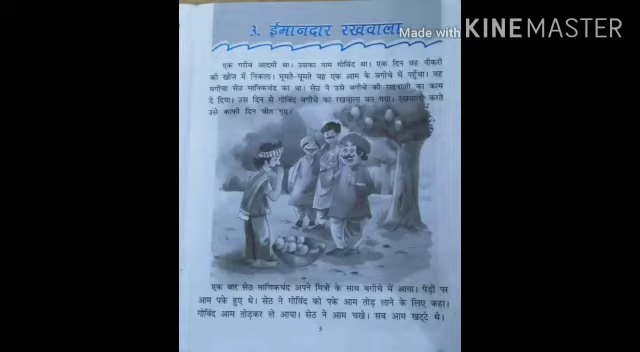 Made with KINEMASTER
3. ईमानदार रखवाला
एक गरीब आदमी था। उसका नाम गोविंद था। एक दिन वह नौकरी
की खोज में निकला। घूमते-घूमते वह एक आम के बगीचे में पहुँचा। वह
बगीचा सेठ मानिकचंद का था। सेठ ने उसे बगीचे की रखवाली का काम
दे दिया। उस दिन से गोविंद बगीचे का रखवाला बन गया। रखवाली करते
उसे काफी दिन बीत गए।
एक बार सेठ माणिकचंद अपने मित्रों के साथ बगीचे में आया। पेड़ों पर
आम पके हुए थे। सेठ ने गोविंद को पके आम तोड़ लाने के लिए कहा।
गोविंद आम तोड़कर ले आया। सेठ ने आम चखे। सब आम खट्टे थे।
3